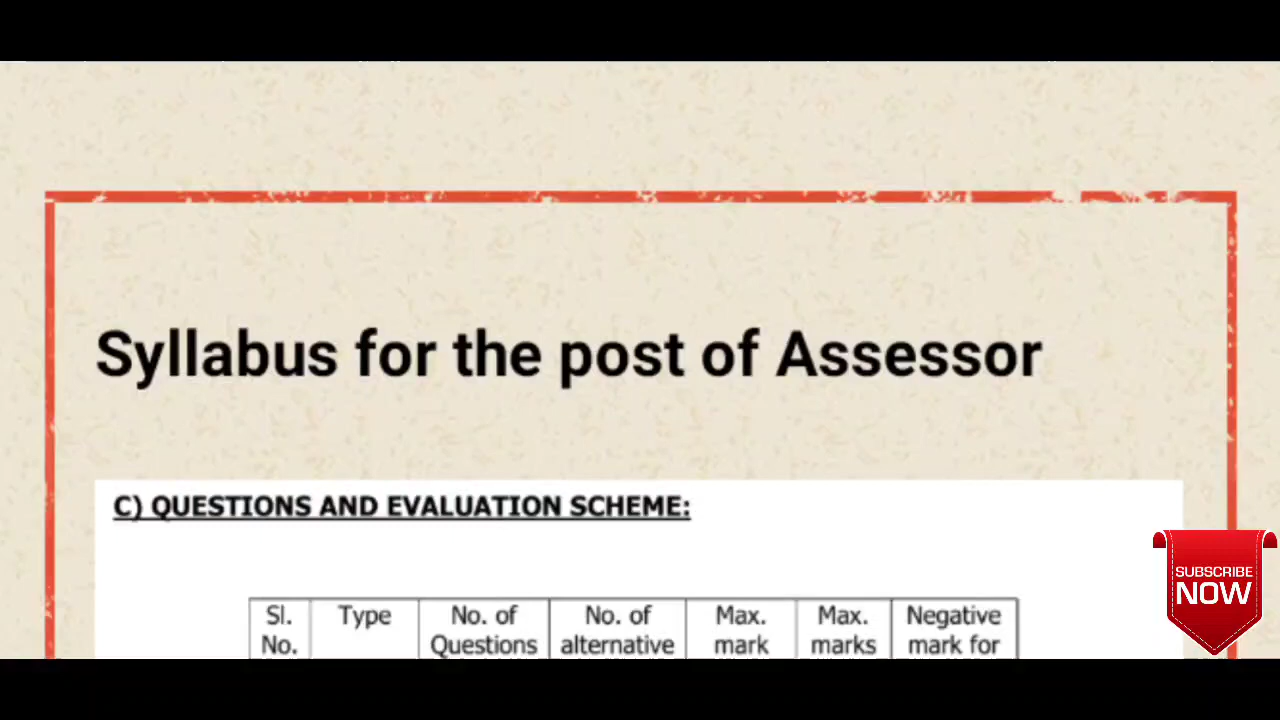 Syllabus for the post of Assessor
C) QUESTIONS AND EVALUATION SCHEME:
Sl. Type No. of No. of Max. Max. Negative
No. Questions alternative mark marks mark for
SUBSCRIBE
NOW